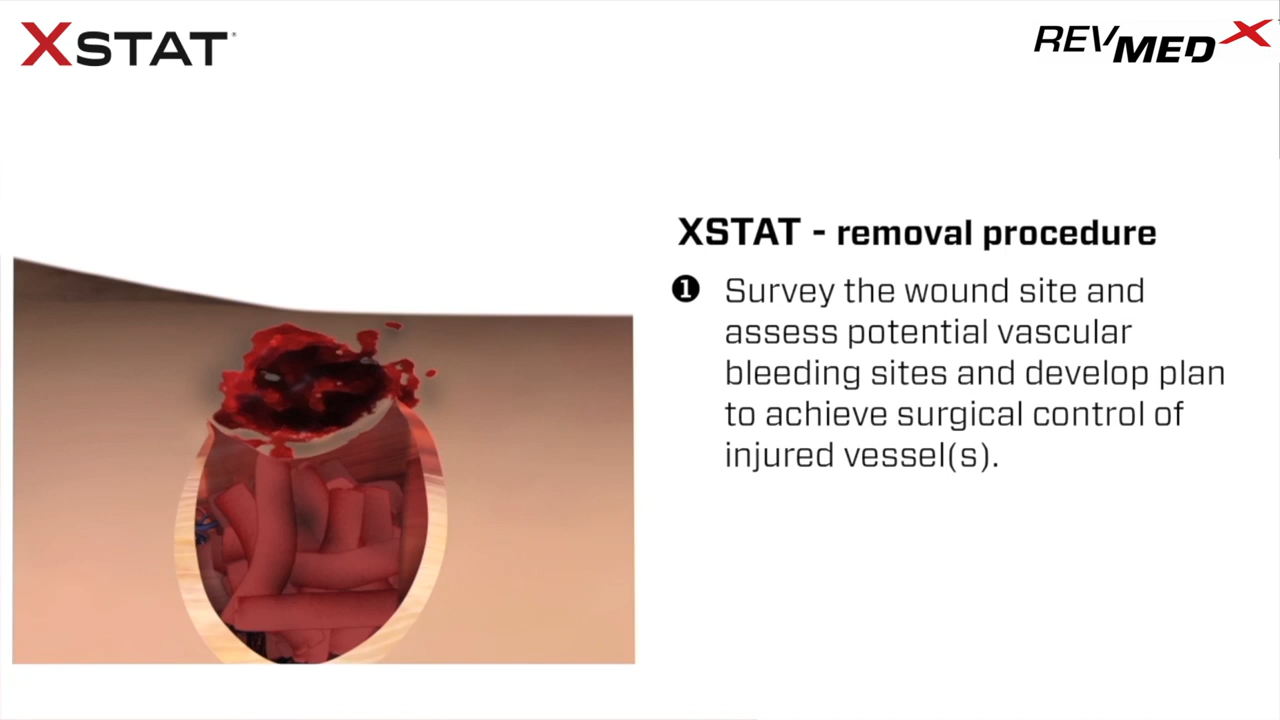 XSTAT
REVMEDX
XSTAT - removal procedure
❶ Survey the wound site and
assess potential vascular
bleeding sites and develop plan
to achieve surgical control of
injured vessel(s).